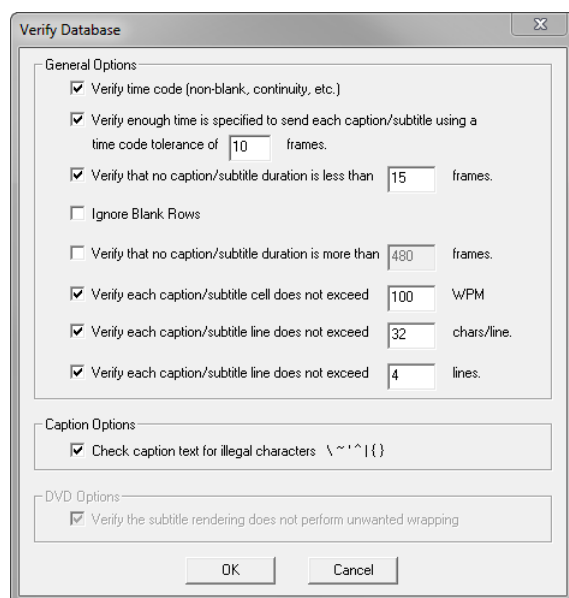 Verify Database
General Options
Verify time code (non-blank, continuity, etc.)
Verify enough time is specified to send each caption/subtitle using a
time code tolerance of 10 frames.
Verify that no caption/subtitle duration is less than 15 frames.
Ignore Blank Rows
Verify that no caption/subtitle duration is more than 480 frames.
Verify each caption/subtitle cell does not exceed 100 WPM
Verify each caption/subtitle line does not exceed 32 chars/line.
Verify each caption/subtitle line does not exceed 4 lines.
Caption Options
Check caption text for illegal characters \ ~ ' ^ | { }
DVD Options
Verify the subtitle rendering does not perform unwanted wrapping
OK Cancel